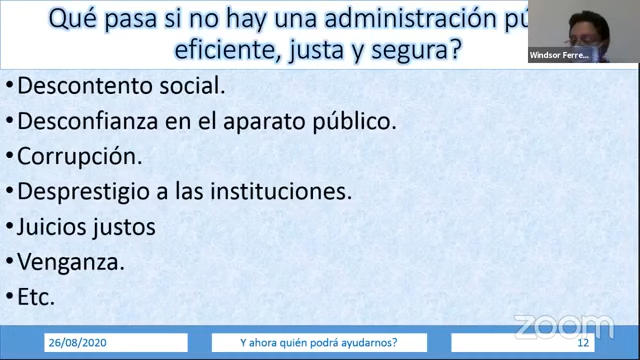 Qué pasa si no hay una administración
eficiente, justa y segura?
•Descontento social.
•Desconfianza en el aparato público.
•Corrupción.
•Desprestigio a las instituciones.
•Juicios justos
•Venganza.
•Etc.
Windsor Ferre...
zoom
26/08/2020
Y ahora quién podrá ayudarnos?
12